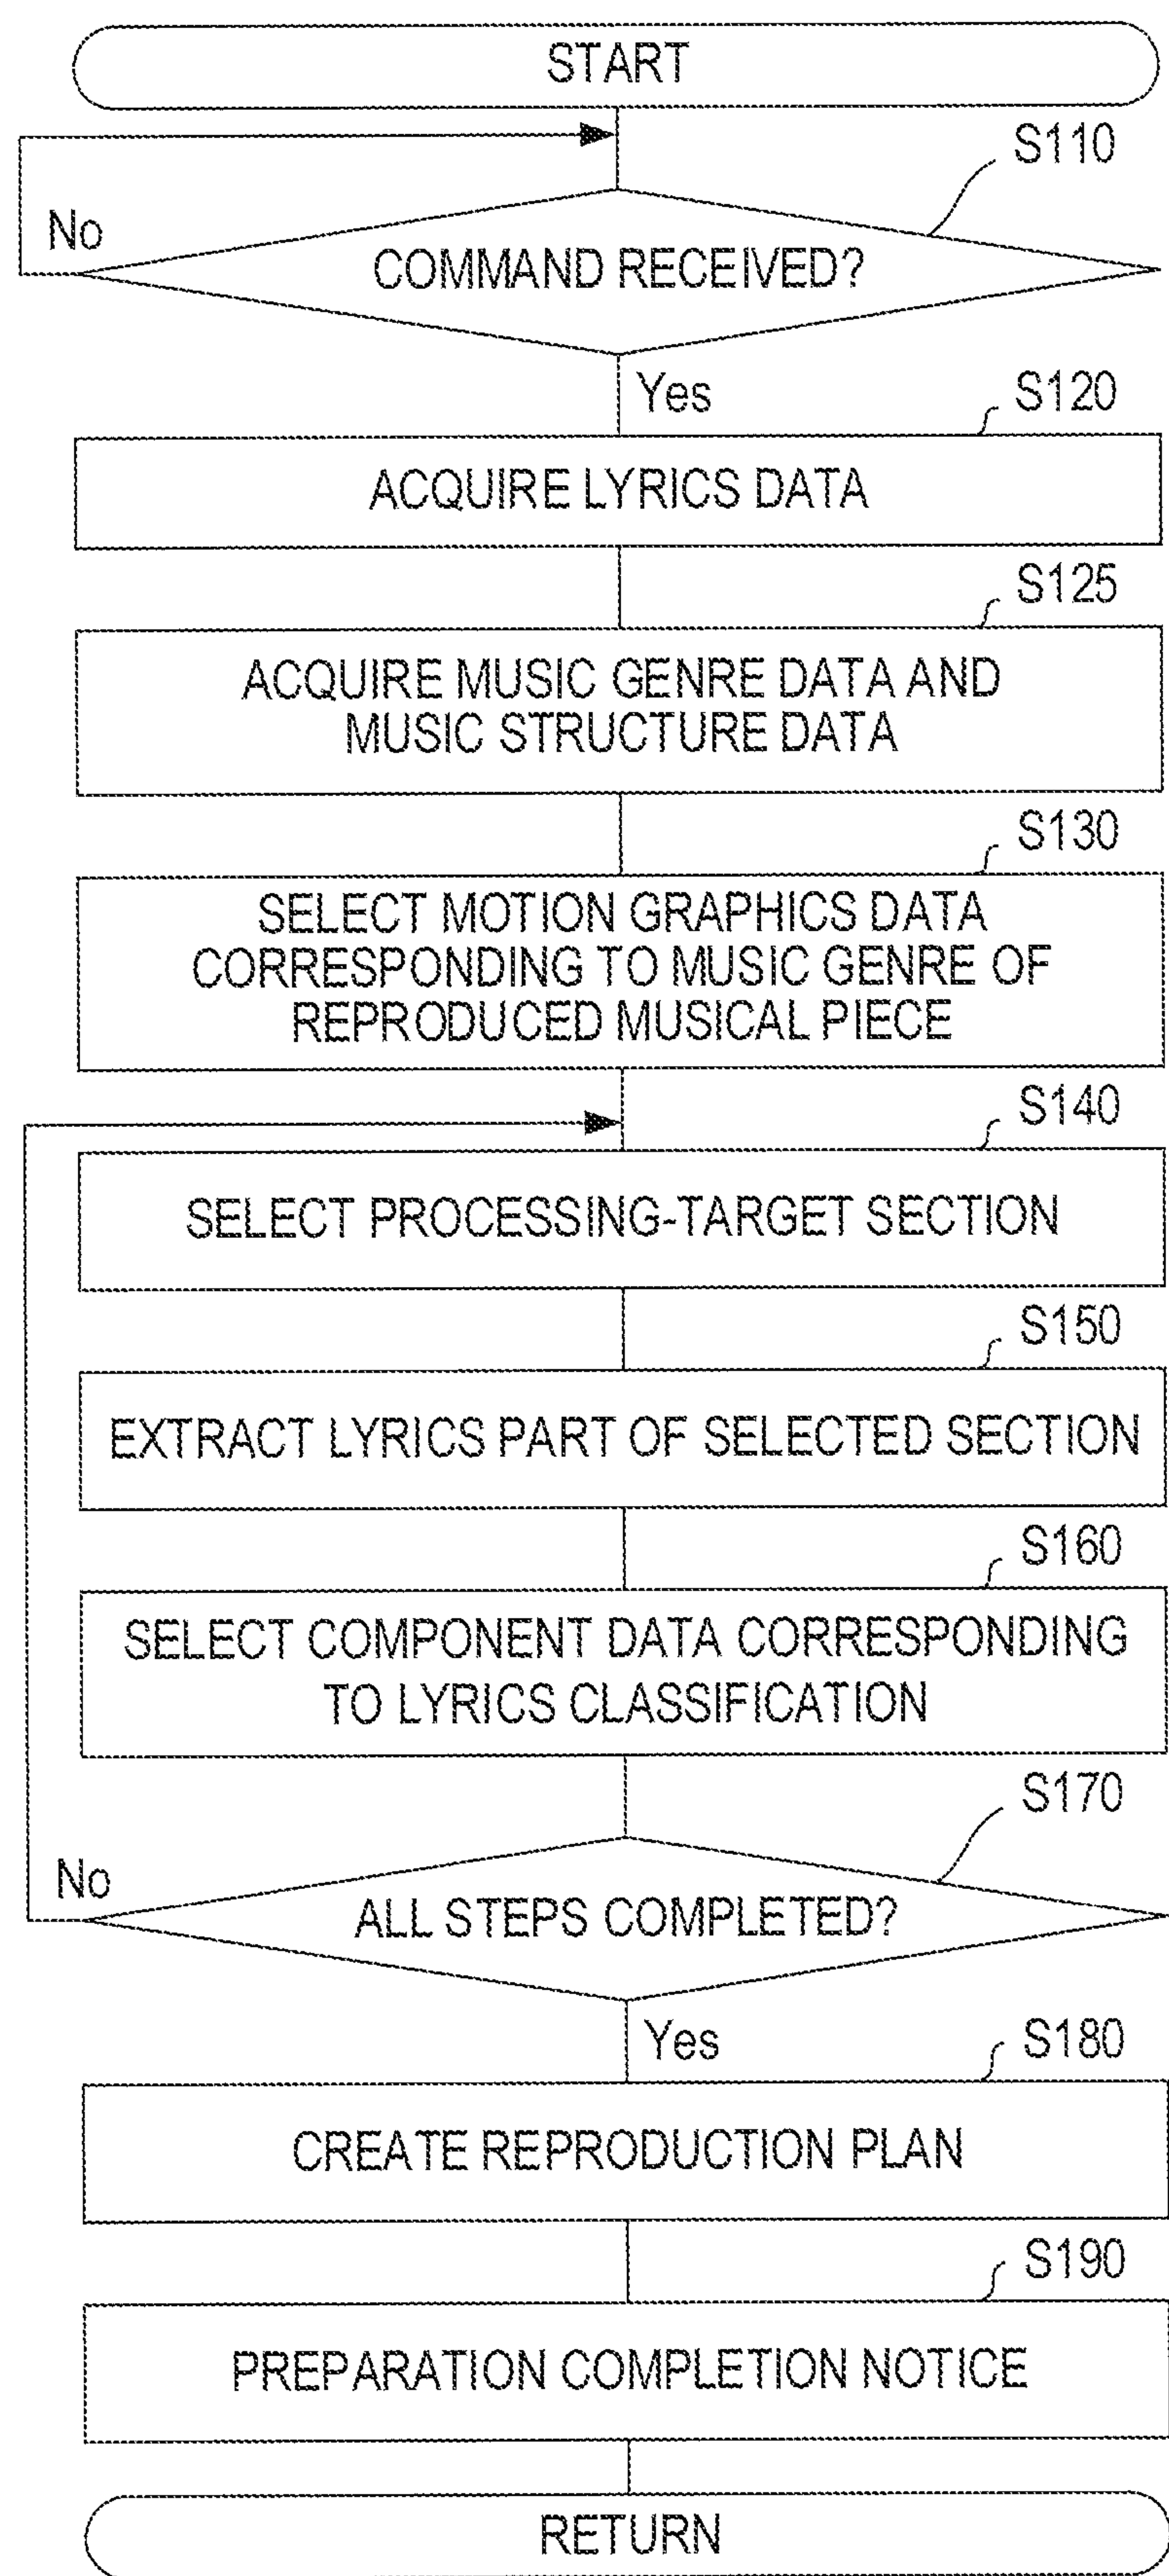 START
S110
No
COMMAND RECEIVED?
Yes
S120
ACQUIRE LYRICS DATA
S125
ACQUIRE MUSIC GENRE DATA AND
MUSIC STRUCTURE DATA
S130
SELECT MOTION GRAPHICS DATA
CORRESPONDING TO MUSIC GENRE OF
REPRODUCED MUSICAL PIECE
S140
SELECT PROCESSING-TARGET SECTION
S150
EXTRACT LYRICS PART OF SELECTED SECTION
S160
SELECT COMPONENT DATA CORRESPONDING
TO LYRICS CLASSIFICATION
S170
No
ALL STEPS COMPLETED?
Yes
S180
CREATE REPRODUCTION PLAN
S190
PREPARATION COMPLETION NOTICE
RETURN